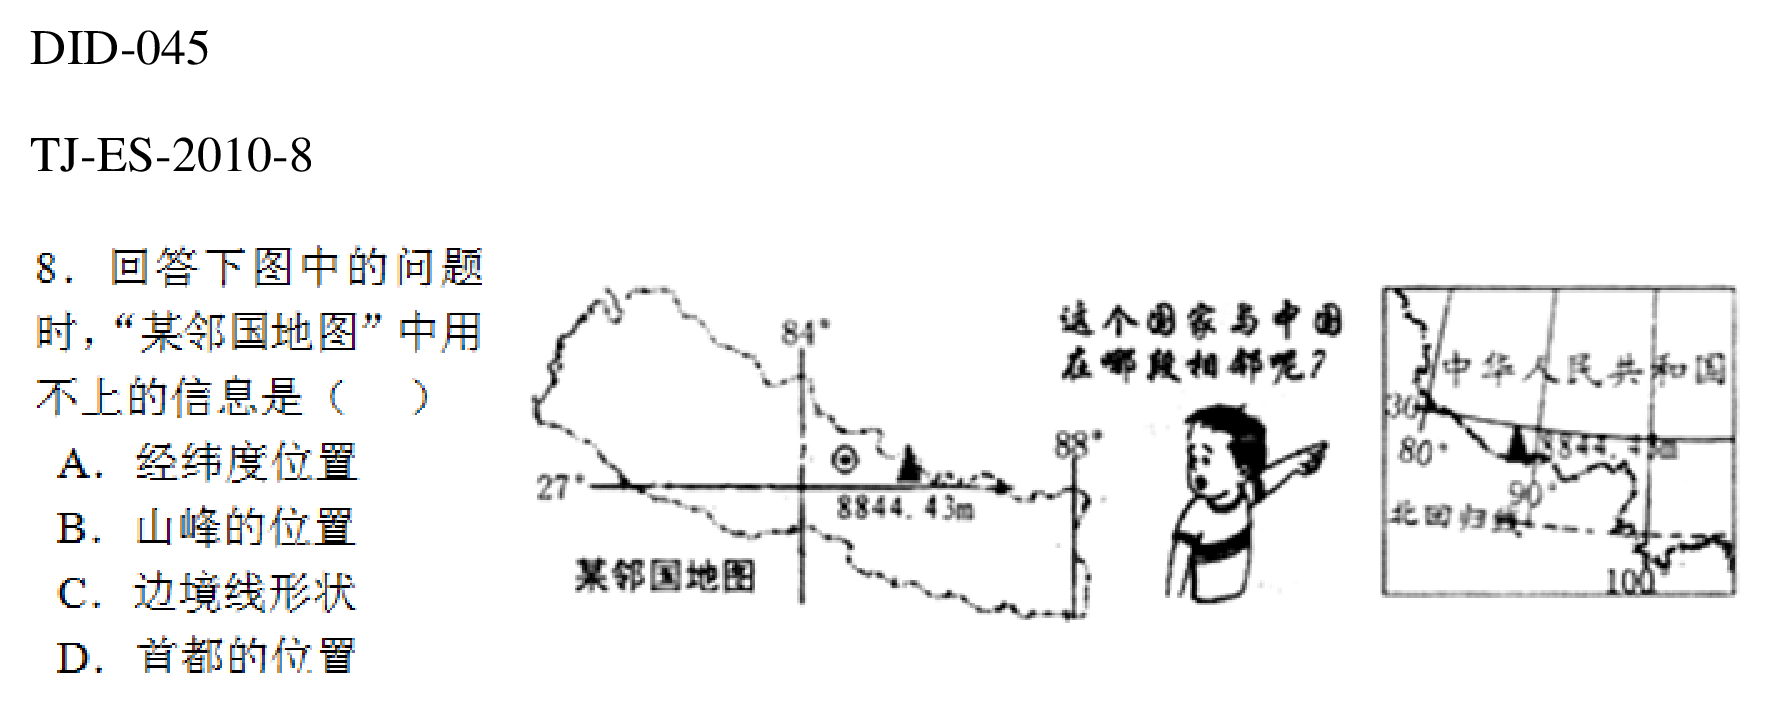 DID-045
TJ-ES-2010-8
8．回答下图中的问题
时，“某邻国地图”中用
不上的信息是（　　）
A．经纬度位置
B．山峰的位置
C．边境线形状
D．首都的位置
84°
88°
27°
8844.43m
某邻国地图
这个国家与中国
在哪段相邻呢？
中华人民共和国
30°
80°
8844.43m
90°
北回归线
100